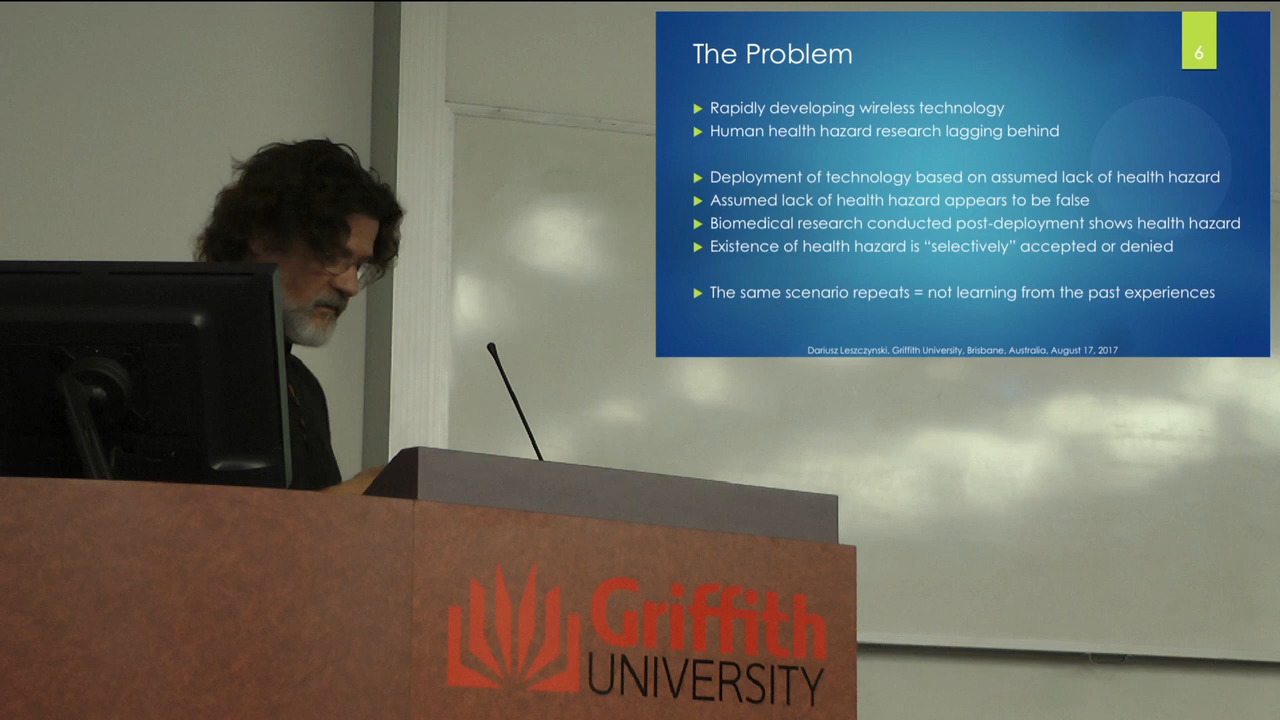 The Problem
6
Rapidly developing wireless technology
Human health hazard research lagging behind
Deployment of technology based on assumed lack of health hazard
Assumed lack of health hazard appears to be false
Biomedical research conducted post-deployment shows health hazard
Existence of health hazard is “selectively” accepted or denied
The same scenario repeats = not learning from the past experiences
Dariusz Leszczynski, Griffith University, Brisbane, Australia, August 17, 2017
Griffith
UNIVERSITY